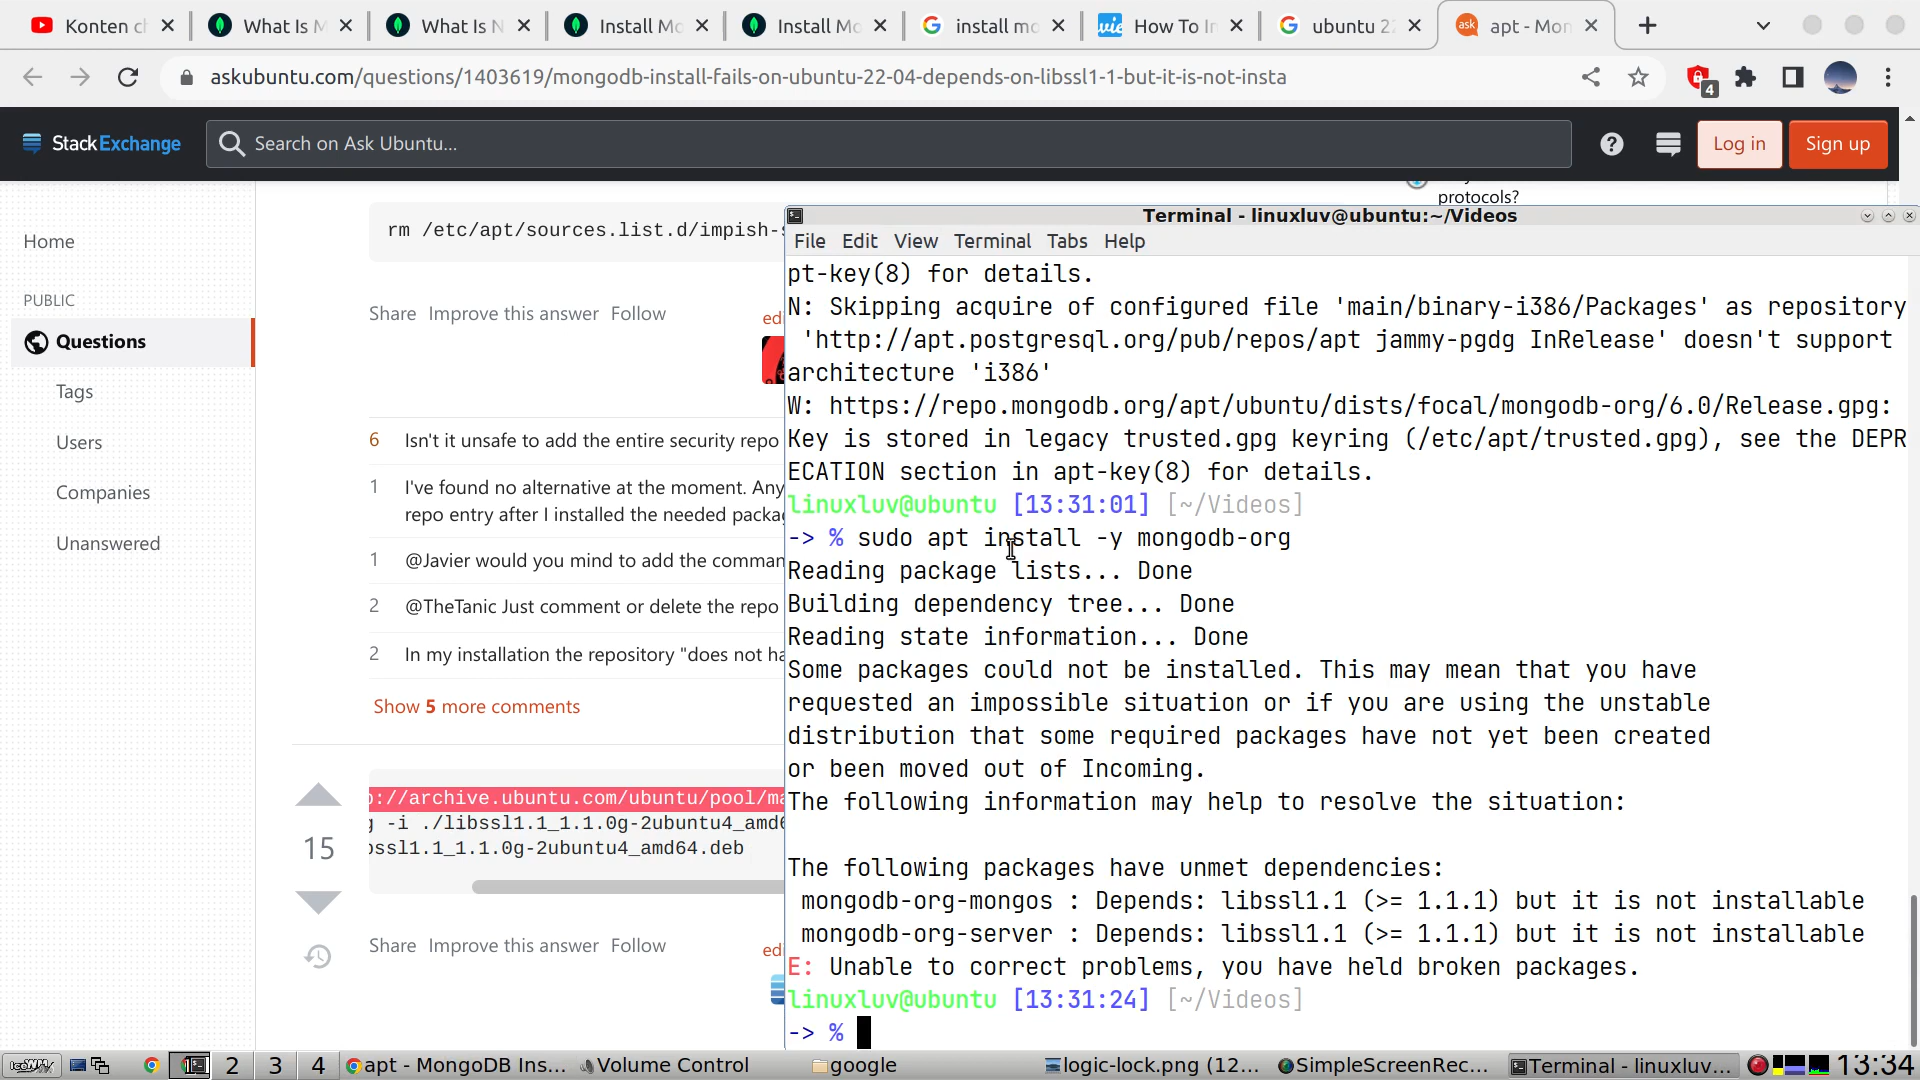 Konten c
What Is M
What Is N
Install Mo
Install Mo
install mo
How To In
ubuntu 22
apt - Mon
askubuntu.com/questions/1403619/mongodb-install-fails-on-ubuntu-22-04-depends-on-libssl1-1-but-it-is-not-insta
4
StackExchange
Search on Ask Ubuntu...
Log in
Sign up
Home
PUBLIC
Questions
Tags
Users
Companies
Unanswered
protocols?
rm /etc/apt/sources.list.d/impish-s
Share Improve this answer Follow
edi
6 Isn't it unsafe to add the entire security repo
1 I've found no alternative at the moment. Any
repo entry after I installed the needed packa
1 @Javier would you mind to add the comman
2 @TheTanic Just comment or delete the repo
2 In my installation the repository "does not ha
Show 5 more comments
15
p://archive.ubuntu.com/ubuntu/pool/ma
g -i ./libssl1.1_1.1.0g-2ubuntu4_amd6
bssl1.1_1.1.0g-2ubuntu4_amd64.deb
Share Improve this answer Follow
edi
Terminal - linuxluv@ubuntu:~/Videos
File Edit View Terminal Tabs Help
pt-key(8) for details.
N: Skipping acquire of configured file 'main/binary-i386/Packages' as repository
'http://apt.postgresql.org/pub/repos/apt jammy-pgdg InRelease' doesn't support
architecture 'i386'
W: https://repo.mongodb.org/apt/ubuntu/dists/focal/mongodb-org/6.0/Release.gpg:
Key is stored in legacy trusted.gpg keyring (/etc/apt/trusted.gpg), see the DEPR
ECATION section in apt-key(8) for details.
linuxluv@ubuntu [13:31:01] [~/Videos]
-> % sudo apt install -y mongodb-org
Reading package lists... Done
Building dependency tree... Done
Reading state information... Done
Some packages could not be installed. This may mean that you have
requested an impossible situation or if you are using the unstable
distribution that some required packages have not yet been created
or been moved out of Incoming.
The following information may help to resolve the situation:
The following packages have unmet dependencies:
mongodb-org-mongos : Depends: libssl1.1 (>= 1.1.1) but it is not installable
mongodb-org-server : Depends: libssl1.1 (>= 1.1.1) but it is not installable
E: Unable to correct problems, you have held broken packages.
linuxluv@ubuntu [13:31:24] [~/Videos]
-> %
IceWM
2
3
4
apt - MongoDB Ins...
Volume Control
google
logic-lock.png (12...
SimpleScreenRec...
Terminal - linuxluv...
13:34